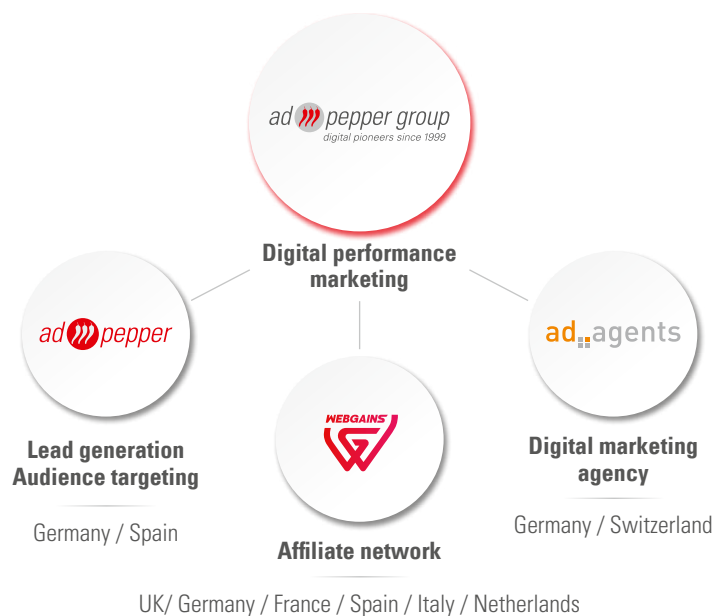 ad pepper group
digital pioneers since 1999
Digital performance
marketing
ad pepper
Lead generation
Audience targeting
Germany / Spain
WEBGAINS
Affiliate network
UK/ Germany / France / Spain / Italy / Netherlands
ad agents
Digital marketing
agency
Germany / Switzerland